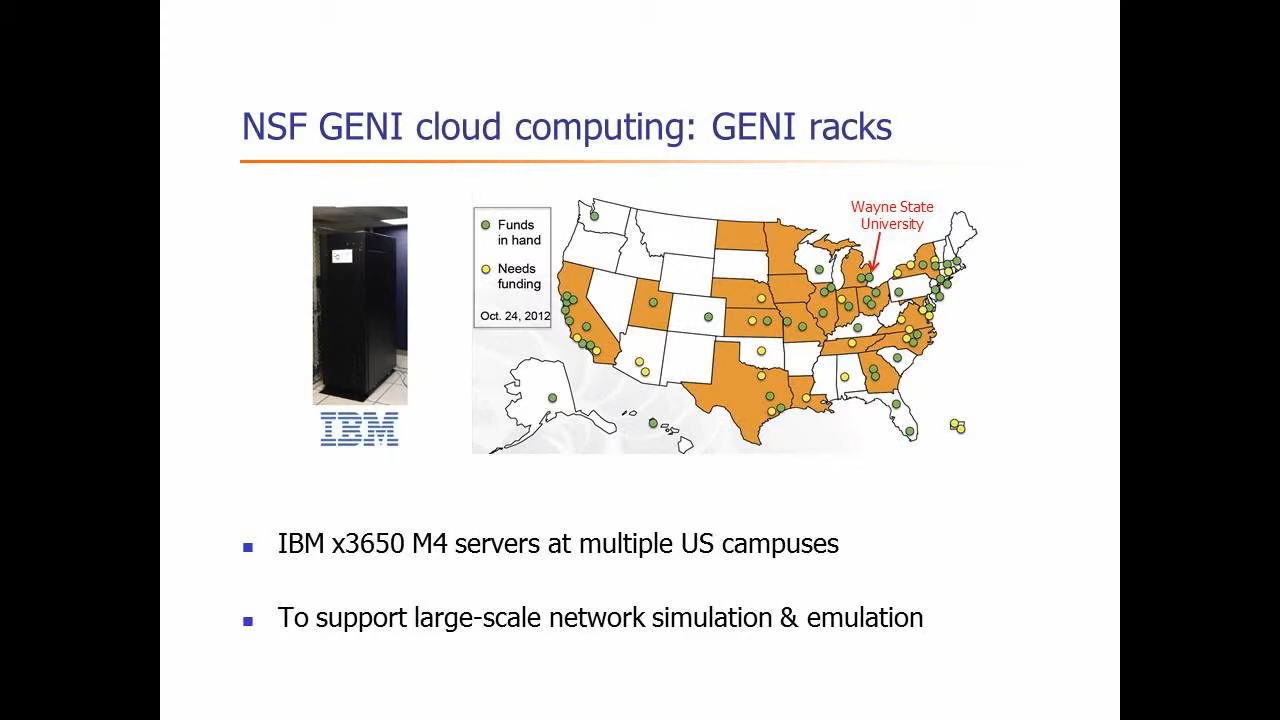 NSF GENI cloud computing: GENI racks
Wayne State
University
Funds
in hand
Needs
funding
Oct. 24, 2012
IBM
IBM x3650 M4 servers at multiple US campuses
To support large-scale network simulation & emulation